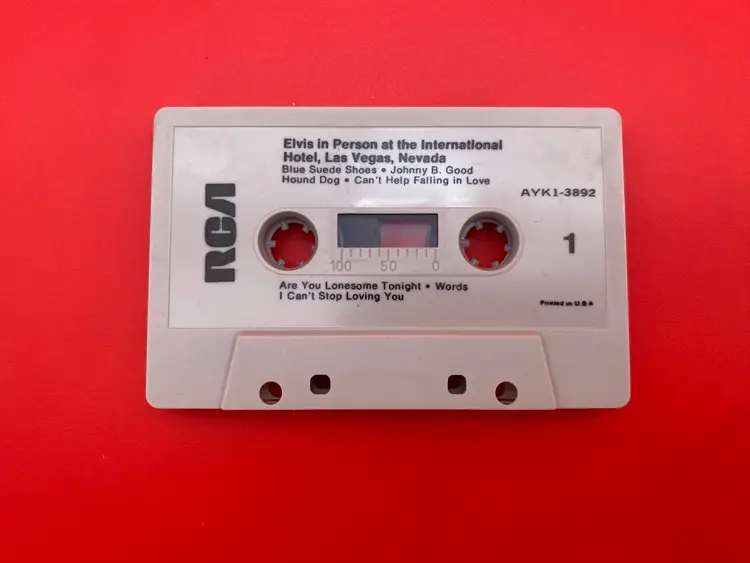 Elvis in Person at the International
Hotel, Las Vegas, Nevada
Blue Suede Shoes • Johnny B. Good
Hound Dog • Can't Help Falling in Love
AYK1-3892
RCA
1
100 50 0
Are You Lonesome Tonight • Words
I Can't Stop Loving You
Printed in U.S.A